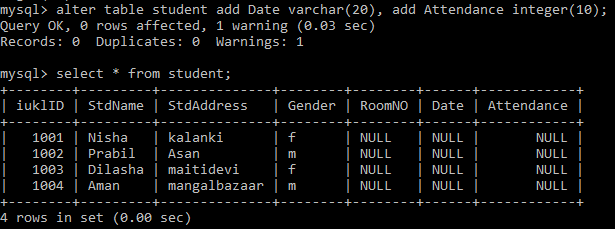 mysql> alter table student add Date varchar(20), add Attendance integer(10);
Query OK, 0 rows affected, 1 warning (0.03 sec)
Records: 0  Duplicates: 0  Warnings: 1

mysql> select * from student;
+--------+---------+--------------+--------+--------+------+------------+
| iuklID | StdName | StdAddress   | Gender | RoomNO | Date | Attendance |
+--------+---------+--------------+--------+--------+------+------------+
|   1001 | Nisha   | kalanki      | f      | NULL   | NULL |       NULL |
|   1002 | Prabil  | Asan         | m      | NULL   | NULL |       NULL |
|   1003 | Dilasha | maitidevi    | f      | NULL   | NULL |       NULL |
|   1004 | Aman    | mangalbazaar | m      | NULL   | NULL |       NULL |
+--------+---------+--------------+--------+--------+------+------------+
4 rows in set (0.00 sec)